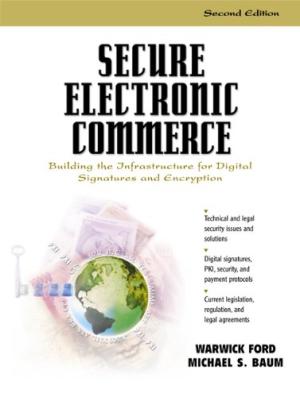 Second Edition
SECURE
ELECTRONIC
COMMERCE
Building the Infrastructure for Digital
Signatures and Encryption
Technical and legal
security issues and
solutions
Digital signatures,
PKI, security, and
payment protocols
Current legislation,
regulation, and
legal agreements
WARWICK FORD
MICHAEL S. BAUM